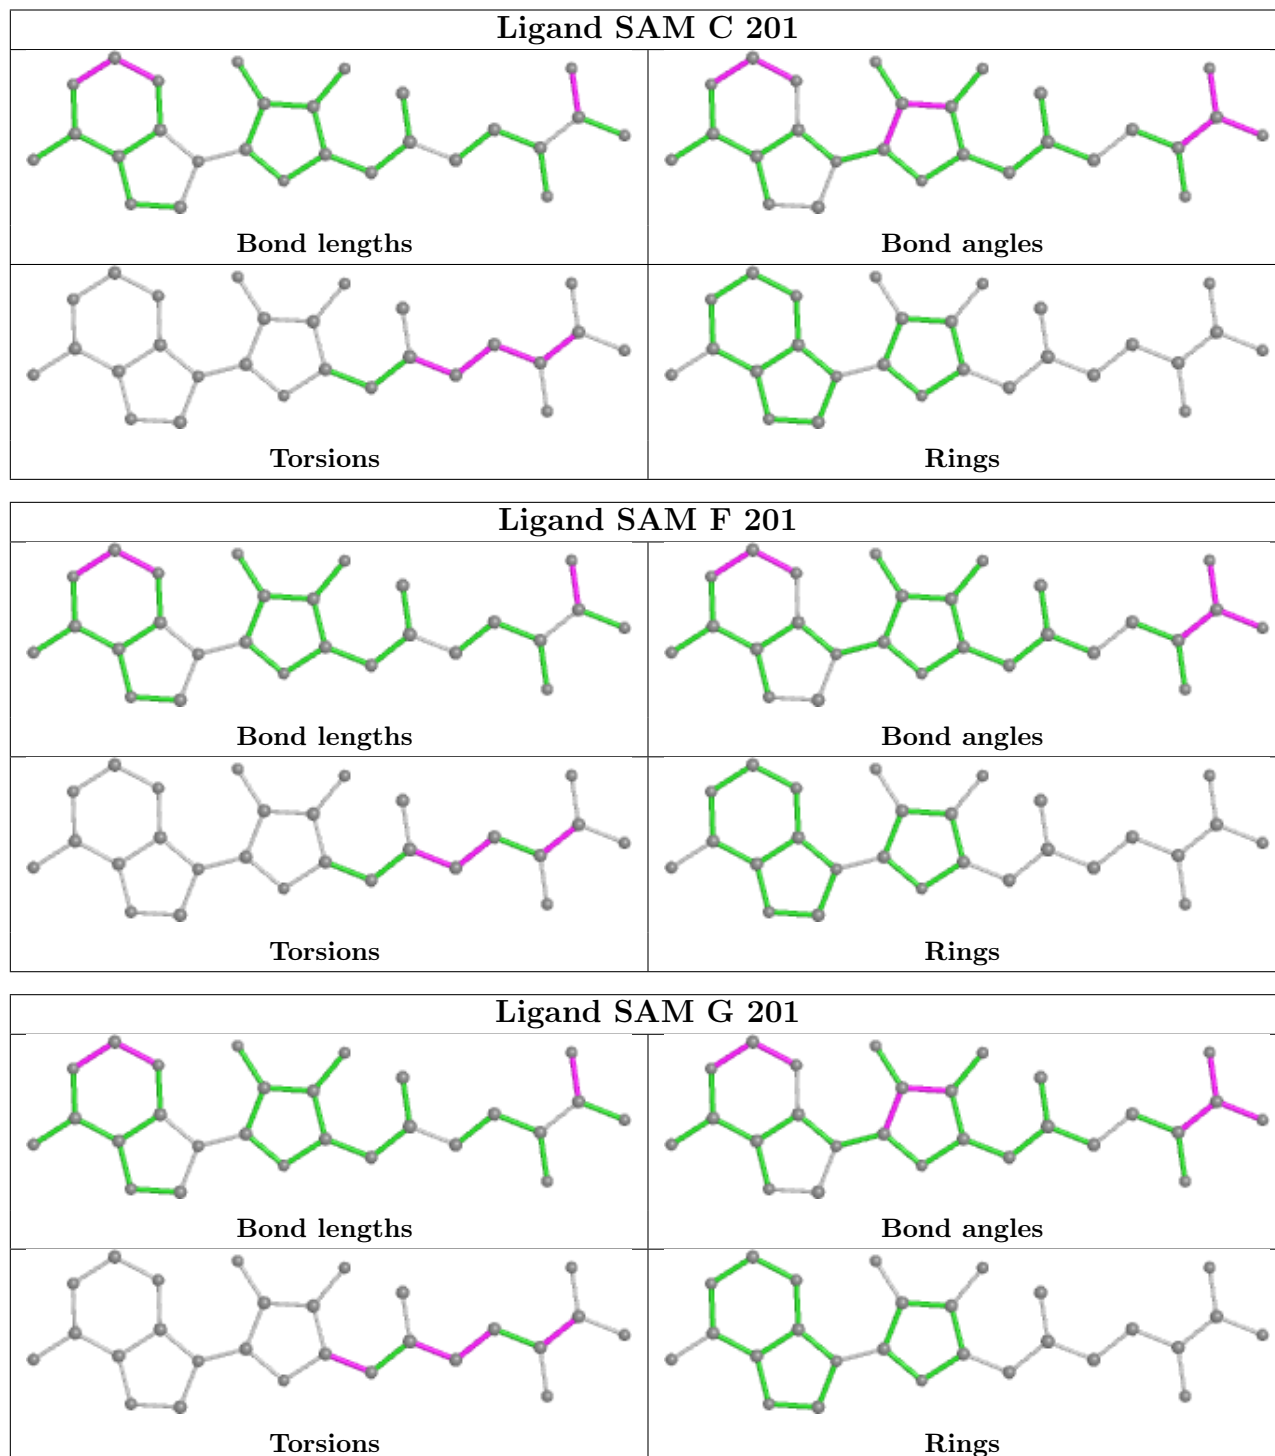 Ligand SAM C 201
Bond lengths
Bond angles
Torsions
Rings
Ligand SAM F 201
Bond lengths
Bond angles
Torsions
Rings
Ligand SAM G 201
Bond lengths
Bond angles
Torsions
Rings